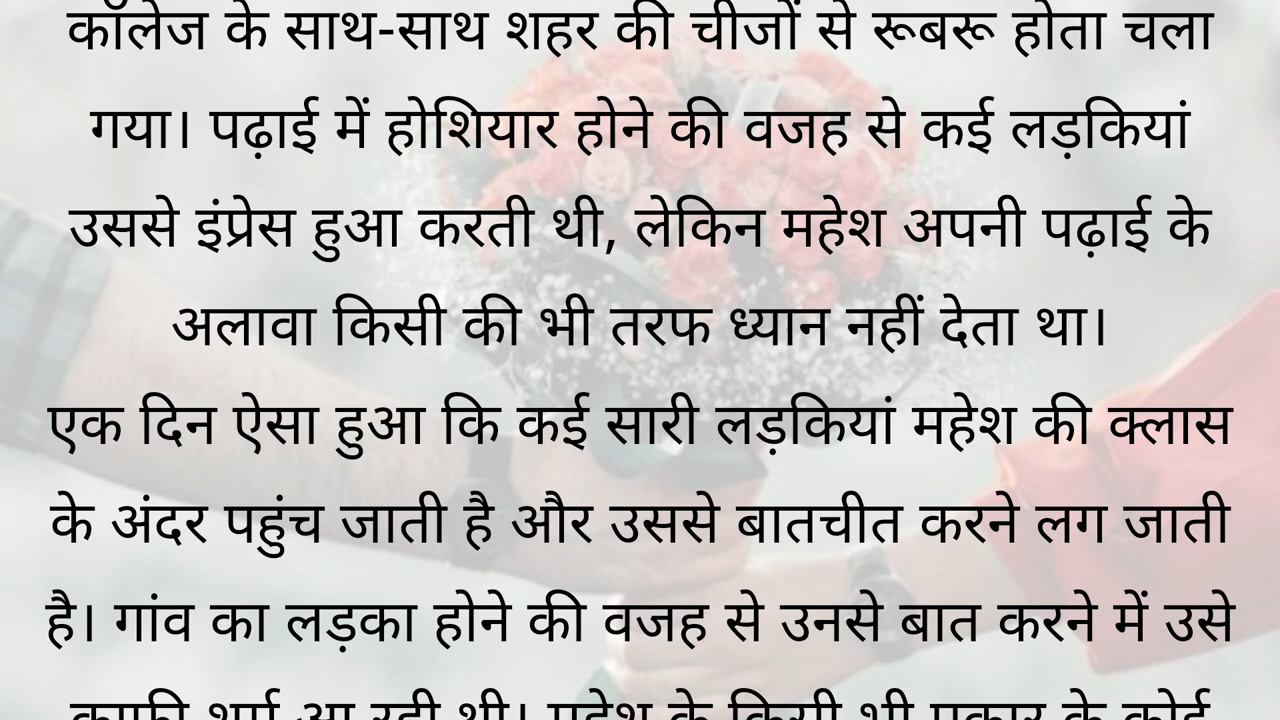 कॉलेज के साथ-साथ शहर की चीजों से रूबरू होता चला
गया। पढ़ाई में होशियार होने की वजह से कई लड़कियां
उससे इंप्रेस हुआ करती थी, लेकिन महेश अपनी पढ़ाई के
अलावा किसी की भी तरफ ध्यान नहीं देता था।
एक दिन ऐसा हुआ कि कई सारी लड़कियां महेश की क्लास
के अंदर पहुंच जाती है और उससे बातचीत करने लग जाती
है। गांव का लड़का होने की वजह से उनसे बात करने में उसे
काफी शर्म आ रही थी। महेश के किसी भी प्रकार के कोई